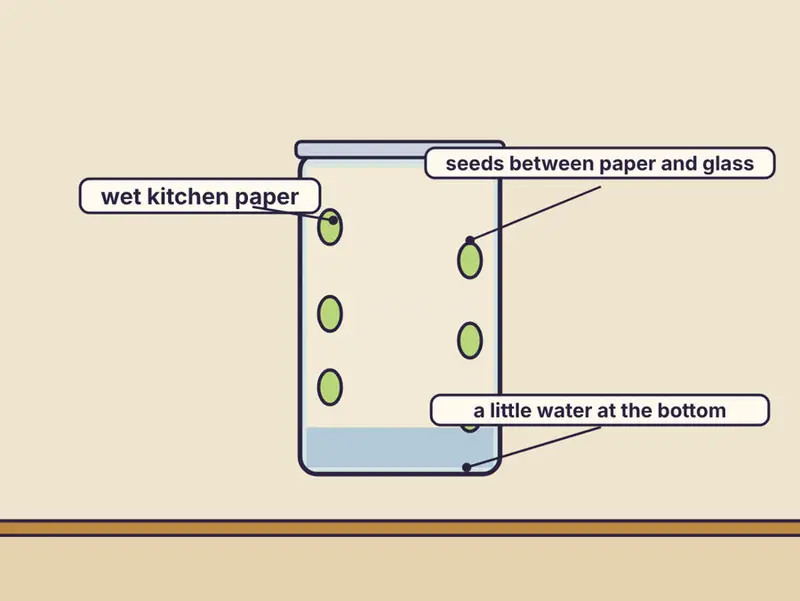 seeds between paper and glass
wet kitchen paper
a little water at the bottom